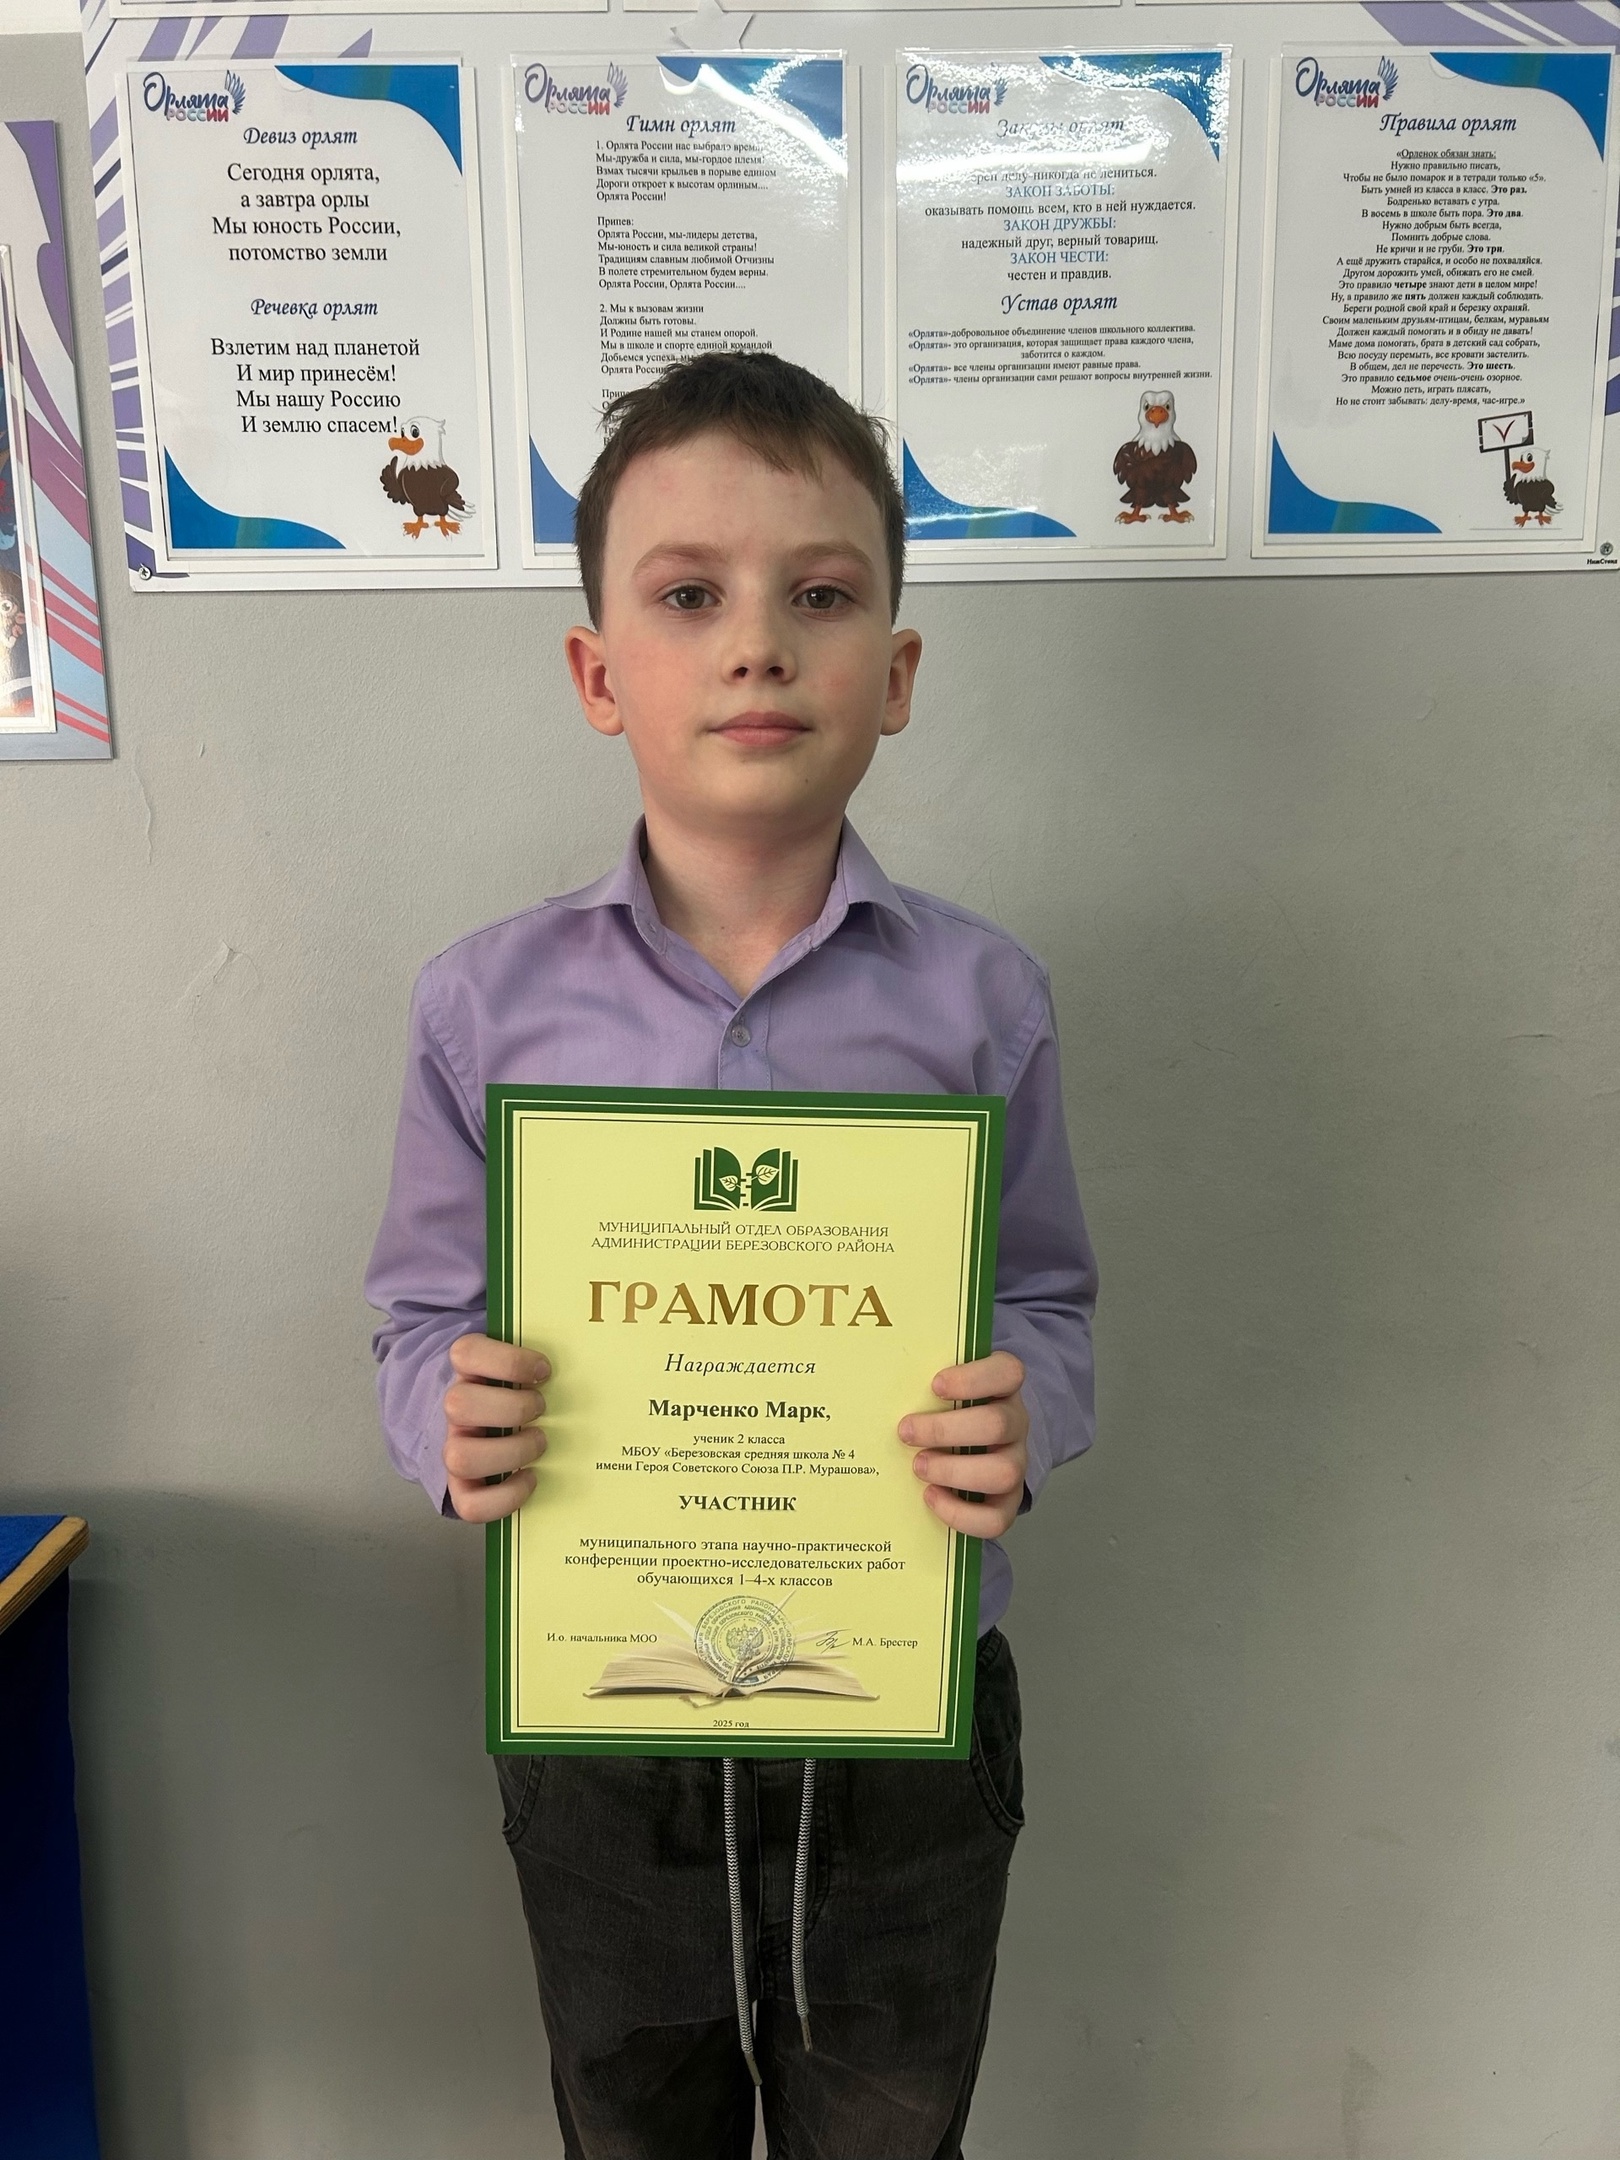 Орлята
РОССИИ
Девиз орлят
Сегодня орлята,
а завтра орлы
Мы юность России,
потомство земли
Речевка орлят
Взлетим над планетой
И мир принесём!
Мы нашу Россию
И землю спасем!
Орлята
РОССИИ
Гимн орлят
1. Орлята России нас выбрало
Мы-дружба и сила, мы-гордое племя!
Взмах тысячи крыльев в порыве едином
Дороги откроет к высотам орлиным....
Орлята России!
Припев:
Орлята России, мы-лидеры детства,
Мы-юность и сила великой страны!
Традициям славным любимой Отчизны
В полете стремительном будем верны.
Орлята России, Орлята России....
2. Мы к вызовам жизни
Должны быть готовы.
И Родине нашей мы станем опорой.
Мы в школе и спорте единой командой
Добьемся успеха,
Орлята
Орлята
РОССИИ
Законы орлят
делу-никогда не лениться.
ЗАКОН ЗАБОТЫ:
оказывать помощь всем, кто в ней нуждается.
ЗАКОН ДРУЖБЫ:
надежный друг, верный товарищ.
ЗАКОН ЧЕСТИ:
честен и правдив.
Устав орлят
«Орлята»-добровольное объединение членов школьного коллектива.
«Орлята»- это организация, которая защищает права каждого члена,
заботится о каждом.
«Орлята»- все члены организации имеют равные права.
«Орлята»- члены организации сами решают вопросы внутренней жизни.
Орлята
РОССИИ
Правила орлят
«Орленок обязан знать:
Нужно правильно писать,
Чтобы не было помарок и в тетради только «5».
Быть умней из класса в класс. Это раз.
Бодренько вставать с утра.
В восемь в школе быть пора. Это два.
Нужно добрым быть всегда,
Помнить добрые слова.
Не кричи и не груби. Это три.
А ещё дружить старайся, и особо не похваляйся.
Другом дорожить умей, обижать его не смей.
Это правило четыре знают дети в целом мире!
Ну, а правило же пять должен каждый соблюдать.
Береги родной свой край и березку охраняй.
Своим маленьким друзьям-птицам, белкам, муравьям
Должен каждый помогать и в обиду не давать!
Маме дома помогать, брата в детский сад собрать,
Всю посуду перемыть, все кровати застелить.
В общем, дел не перечесть. Это шесть.
Это правило седьмое очень-очень озорное.
Можно петь, играть плясать,
Но не стоит забывать: делу-время, час-игре.»
МУНИЦИПАЛЬНЫЙ ОТДЕЛ ОБРАЗОВАНИЯ
АДМИНИСТРАЦИИ БЕРЕЗОВСКОГО РАЙОНА
ГРАМОТА
Награждается
Марченко Марк,
ученик 2 класса
МБОУ «Березовская средняя школа № 4
имени Героя Советского Союза П.Р. Мурашова»,
УЧАСТНИК
муниципального этапа научно-практической
конференции проектно-исследовательских работ
обучающихся 1–4-х классов
И.о. начальника МОО
М.А. Брестер
2025 год